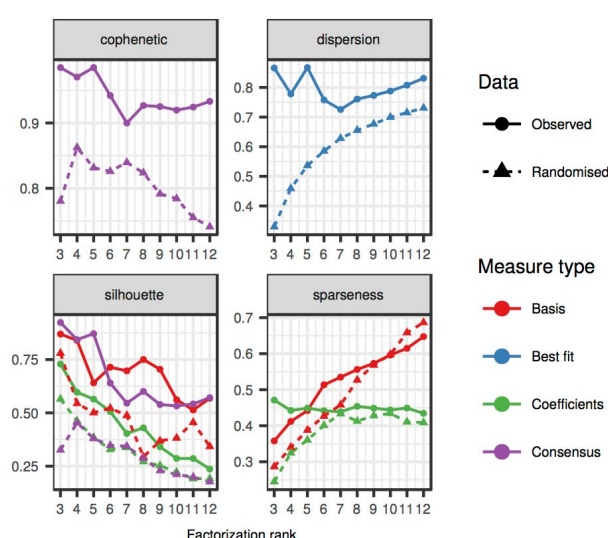 cophenetic
dispersion
0.9
0.8
0.8
0.7
0.6
0.5
0.4
3 4 5 6 7 8 9 10 11 12
3 4 5 6 7 8 9 10 11 12
silhouette
sparseness
0.75
0.50
0.25
0.7
0.6
0.5
0.4
0.3
3 4 5 6 7 8 9 10 11 12
3 4 5 6 7 8 9 10 11 12
Factorization rank
Data
Observed
Randomised
Measure type
Basis
Best fit
Coefficients
Consensus